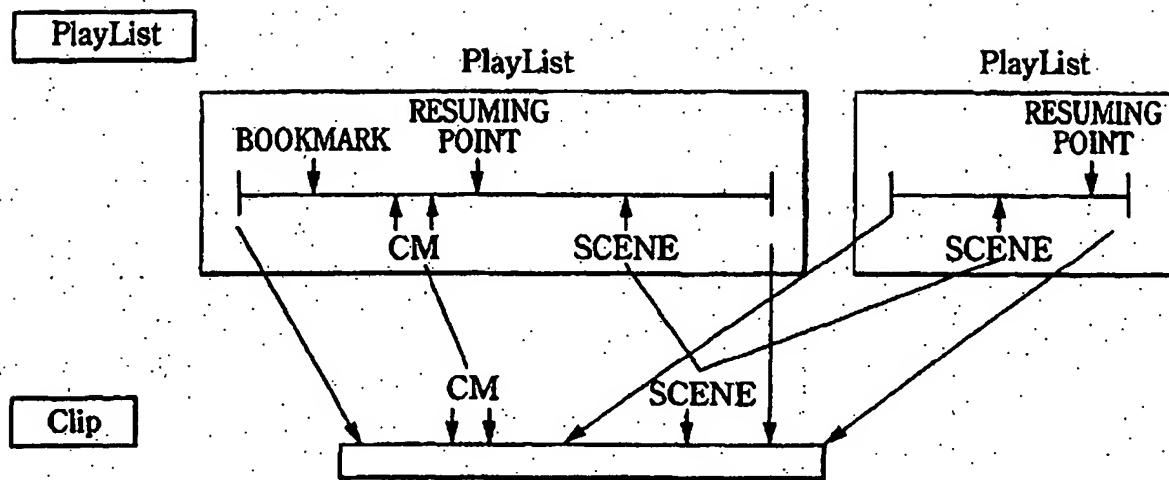 PlayList
PlayList
PlayList
BOOKMARK
RESUMING
POINT
RESUMING
POINT
CM
SCENE
SCENE
CM
SCENE
Clip